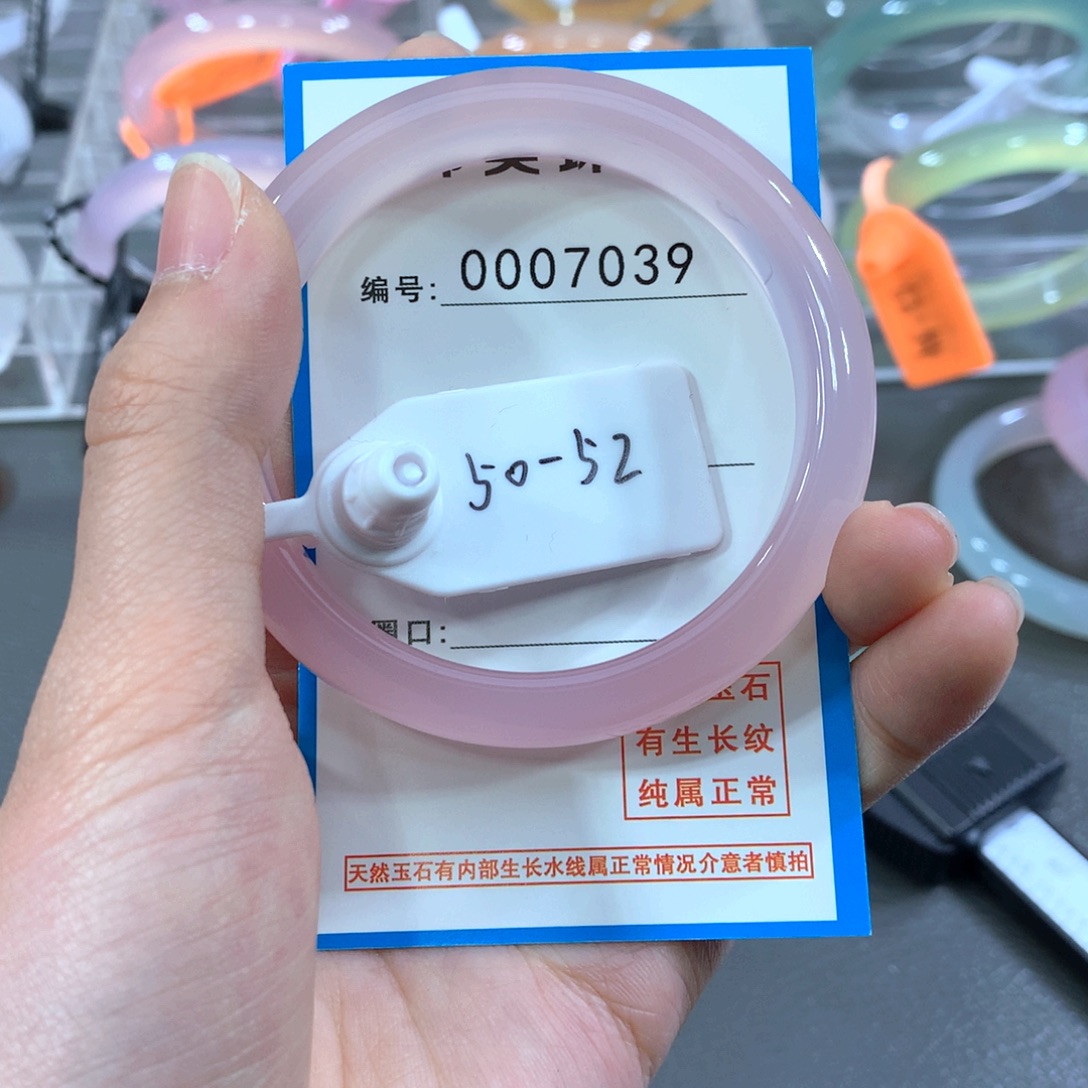 编号: 0007039
50-52
圈口:
玉石
有生长纹
纯属正常
天然玉石有内部生长水线属正常情况介意者慎拍